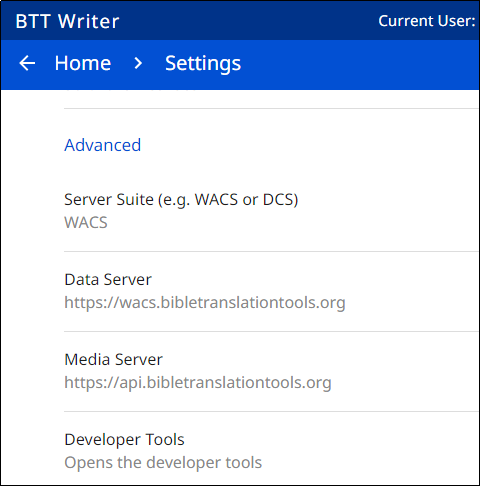 BTT Writer
Current User:
Home
Settings
Advanced
Server Suite (e.g. WACS or DCS)
WACS
Data Server
https://wacs.bibletranslationtools.org
Media Server
https://api.bibletranslationtools.org
Developer Tools
Opens the developer tools